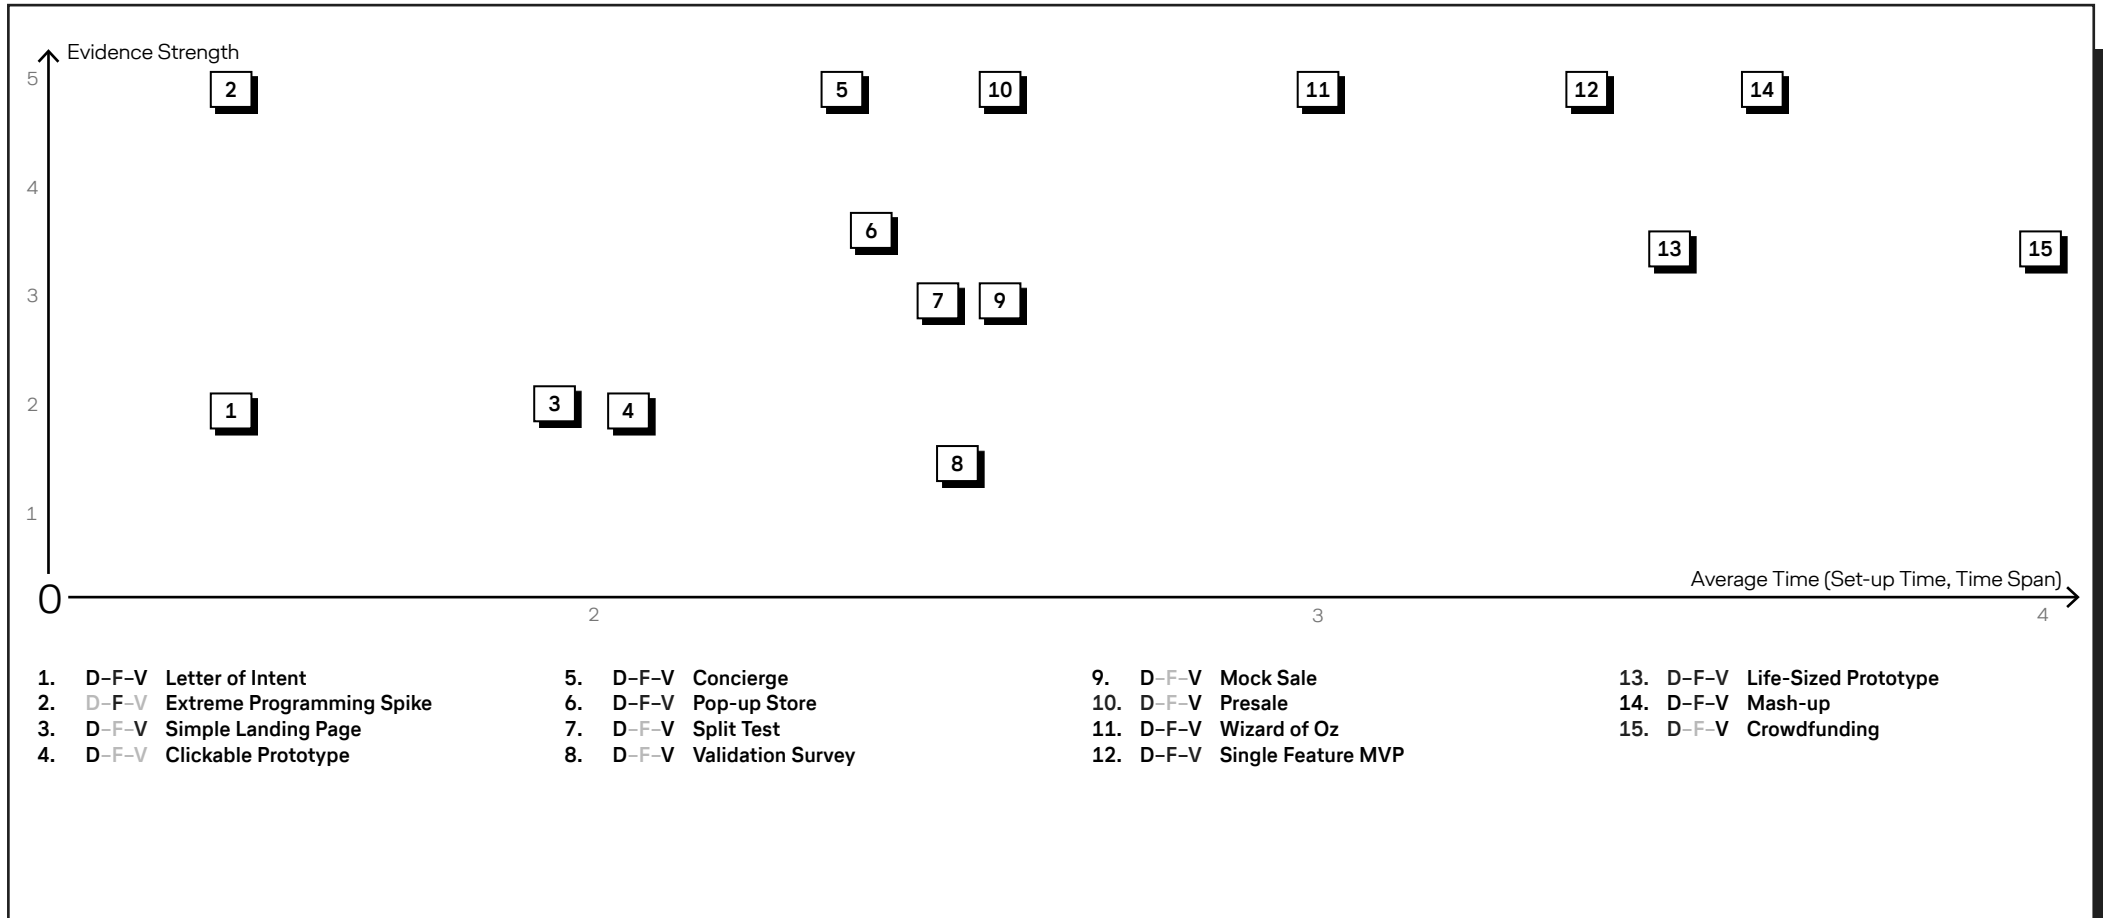 Evidence Strength
5
2
5
10
11
12
14
4
6
13
15
3
7
9
2
1
3
4
8
1
Average Time (Set-up Time, Time Span)
0
2
3
4
1. D–F–V Letter of Intent
2. D–F–V Extreme Programming Spike
3. D–F–V Simple Landing Page
4. D–F–V Clickable Prototype
5. D–F–V Concierge
6. D–F–V Pop-up Store
7. D–F–V Split Test
8. D–F–V Validation Survey
9. D–F–V Mock Sale
10. D–F–V Presale
11. D–F–V Wizard of Oz
12. D–F–V Single Feature MVP
13. D–F–V Life-Sized Prototype
14. D–F–V Mash-up
15. D–F–V Crowdfunding